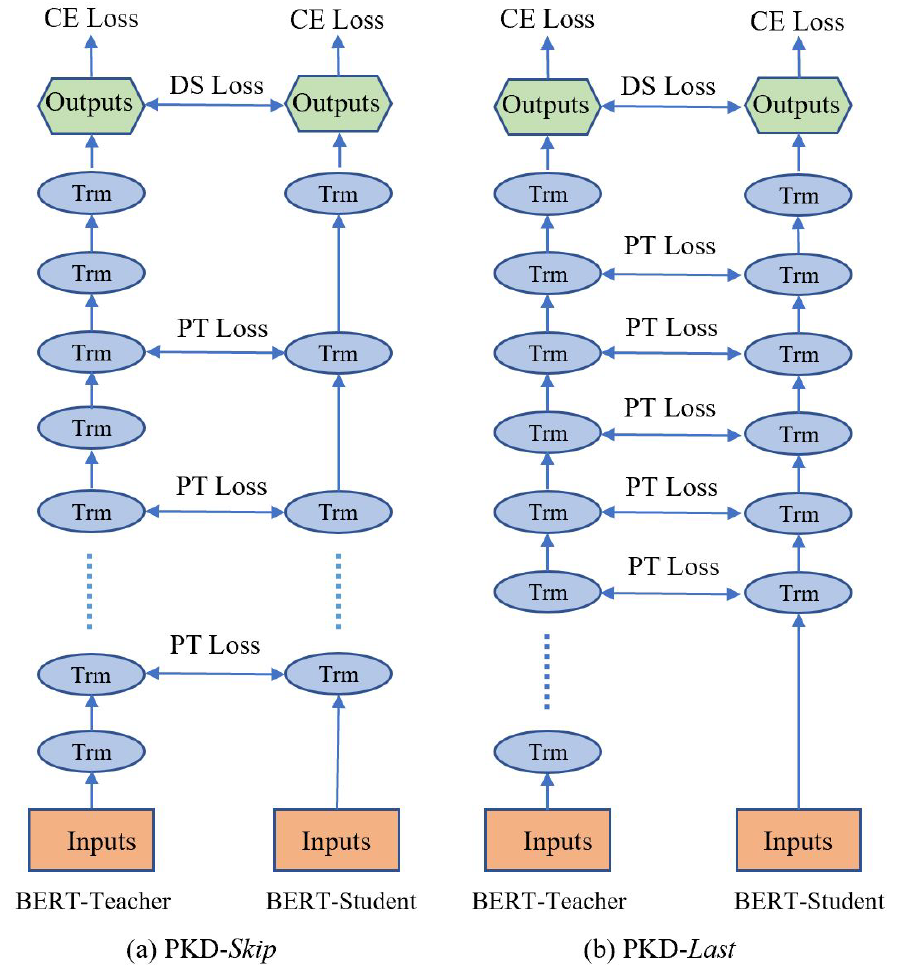 CE Loss
CE Loss
Outputs
DS Loss
Outputs
Trm
Trm
Trm
Trm
PT Loss
Trm
Trm
Trm
PT Loss
Trm
Trm
PT Loss
Trm
Trm
Inputs
Inputs
BERT-Teacher
BERT-Student
(a) PKD-Skip
CE Loss
CE Loss
Outputs
DS Loss
Outputs
Trm
Trm
Trm
PT Loss
Trm
Trm
PT Loss
Trm
Trm
PT Loss
Trm
Trm
PT Loss
Trm
Trm
PT Loss
Trm
Trm
Inputs
Inputs
BERT-Teacher
BERT-Student
(b) PKD-Last